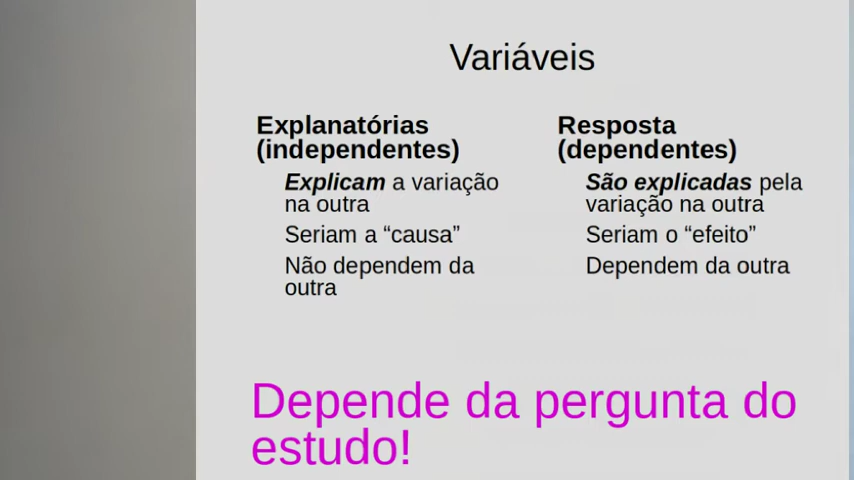 Variáveis
Explanatórias
(independentes)
Explicam a variação
na outra
Seriam a “causa”
Não dependem da
outra
Resposta
(dependentes)
São explicadas pela
variação na outra
Seriam o “efeito”
Dependem da outra
Depende da pergunta do
estudo!